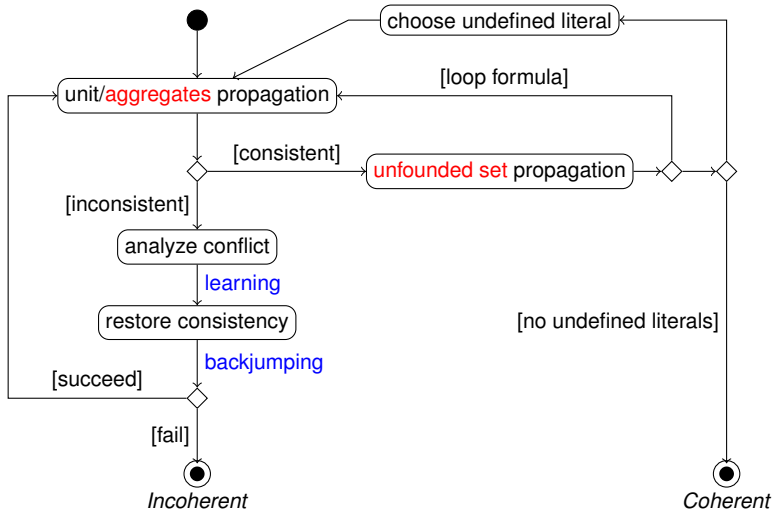 choose undefined literal
[loop formula]
unit/aggregates propagation
[consistent]
unfounded set propagation
[inconsistent]
analyze conflict
learning
restore consistency
[no undefined literals]
backjumping
[succeed]
[fail]
Incoherent
Coherent